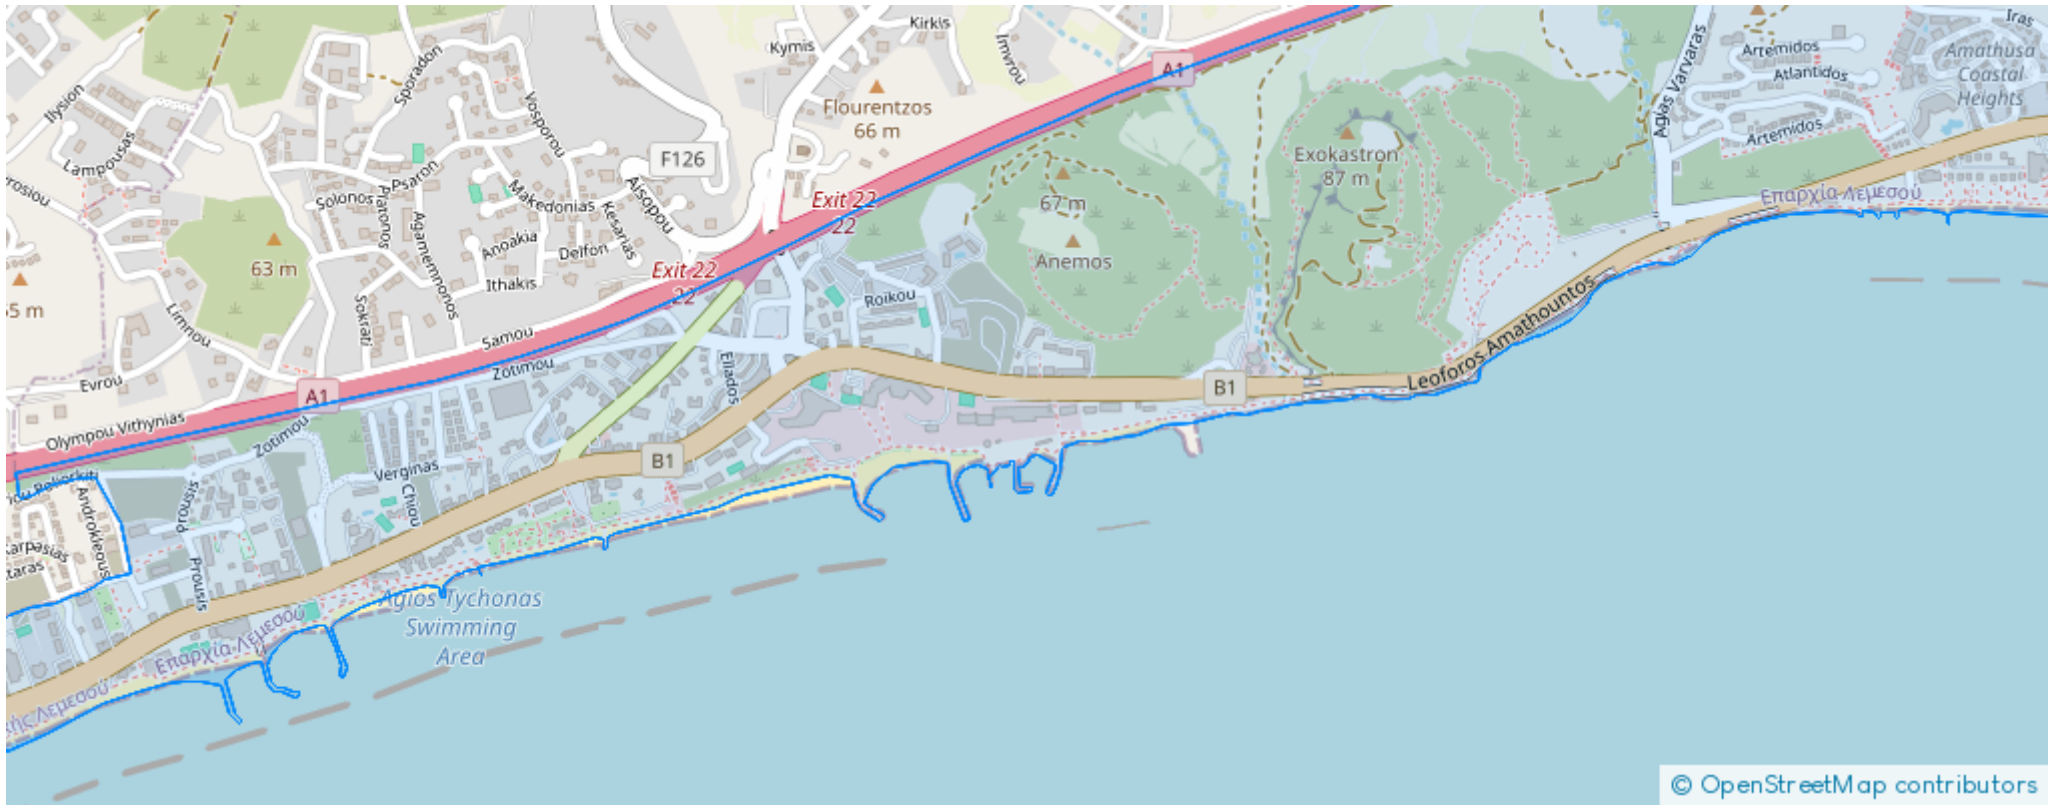 Kirkis
Kymis
Imvrou
A1
Iras
Artemidos
Amathusa
Coastal
Heights
Atlantidos
Agias Varvaras
Artemidos
Ilysion
Sporadon
Vosporou
Flourentzos
66 m
F126
Lampousas
Exokastron
87 m
Psaron
Solonos
Platonos
Makedonias
Aisopou
Kesarias
Exit 22
22
67 m
Επαρχία Λεμεσού
Agamemnonos
Anoakia
Delfon
Ithakis
Anemos
63 m
Exit 22
22
Roikou
Sokrati
Limnou
Samou
Zotimou
Ellados
Leoforos Amathountos
Evrou
A1
B1
Olympou Vithynias
Zotimou
B1
Verginas
Chiou
Androkleous
Prousis
Karpasias
Prousis
Agios Tychonas
Swimming
Area
Επαρχία Λεμεσού
© OpenStreetMap contributors